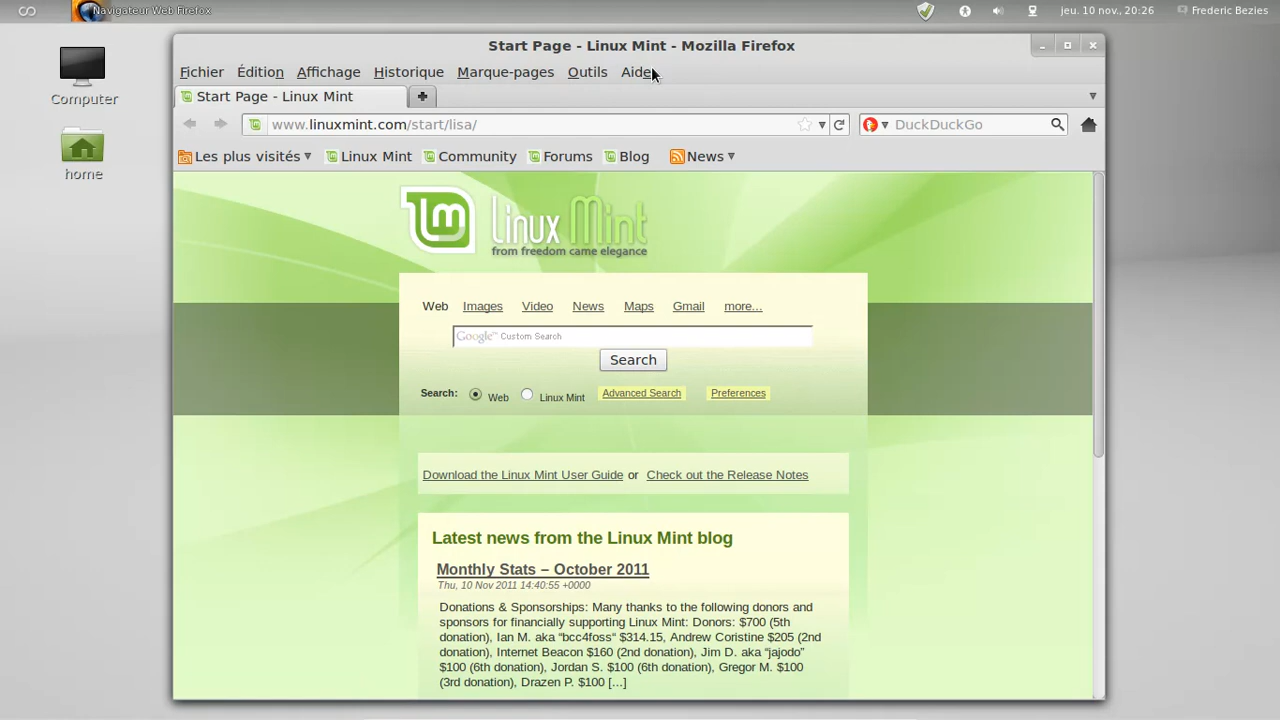 Navigateur Web Firefox
jeu. 10 nov., 20:26
Frederic Bezies
Computer
home
Start Page - Linux Mint - Mozilla Firefox
Fichier Édition Affichage Historique Marque-pages Outils Aide
Start Page - Linux Mint
www.linuxmint.com/start/lisa/
DuckDuckGo
Les plus visités Linux Mint Community Forums Blog News
Linux Mint
from freedom came elegance
Web Images Video News Maps Gmail more...
Google™ Custom Search
Search
Search: Web Linux Mint Advanced Search Preferences
Download the Linux Mint User Guide or Check out the Release Notes
Latest news from the Linux Mint blog
Monthly Stats – October 2011
Thu, 10 Nov 2011 14:40:55 +0000
Donations & Sponsorships: Many thanks to the following donors and
sponsors for financially supporting Linux Mint: Donors: $700 (5th
donation), Ian M. aka “bcc4foss“ $314.15, Andrew Coristine $205 (2nd
donation), Internet Beacon $160 (2nd donation), Jim D. aka “jajodo”
$100 (6th donation), Jordan S. $100 (6th donation), Gregor M. $100
(3rd donation), Drazen P. $100 [...]